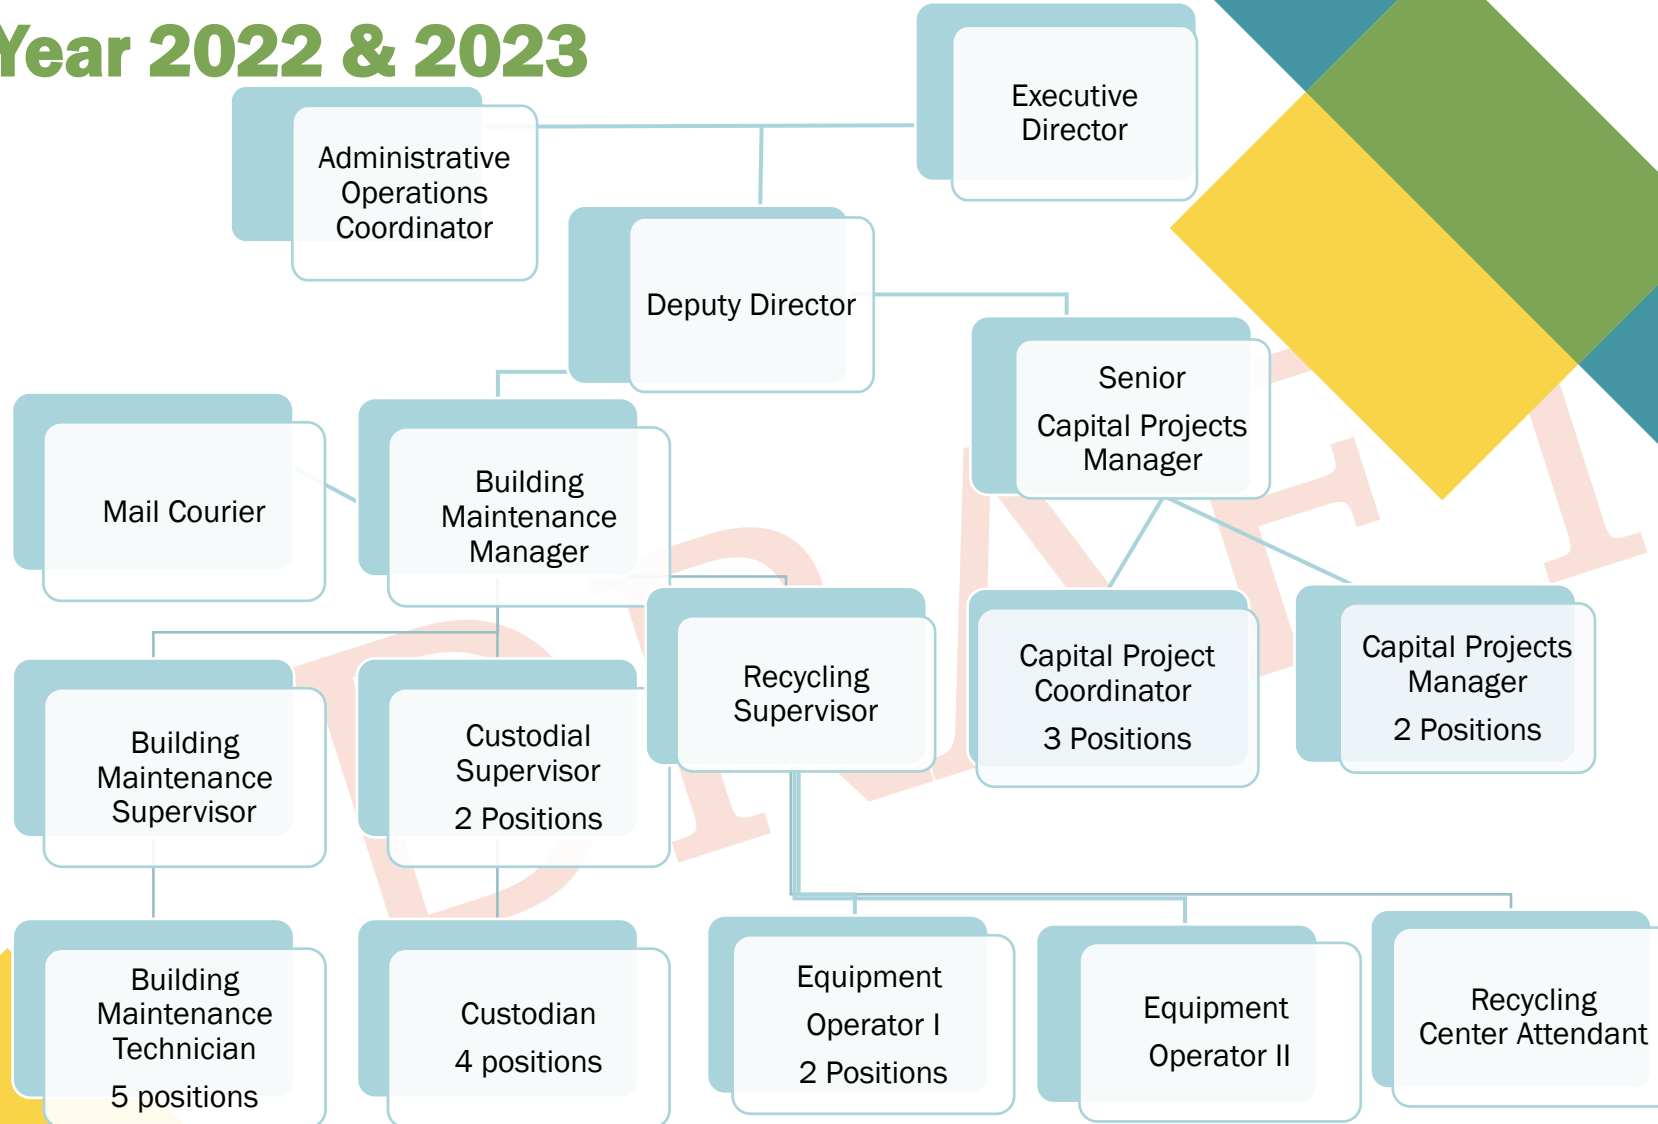 Year 2022 & 2023
Executive
Director
Administrative
Operations
Coordinator
Deputy Director
Senior
Capital Projects
Manager
Mail Courier
Building
Maintenance
Manager
Building
Maintenance
Supervisor
Custodial
Supervisor
2 Positions
Recycling
Supervisor
Capital Project
Coordinator
3 Positions
Capital Projects
Manager
2 Positions
Building
Maintenance
Technician
5 positions
Custodian
4 positions
Equipment
Operator I
2 Positions
Equipment
Operator II
Recycling
Center Attendant
DRAFT